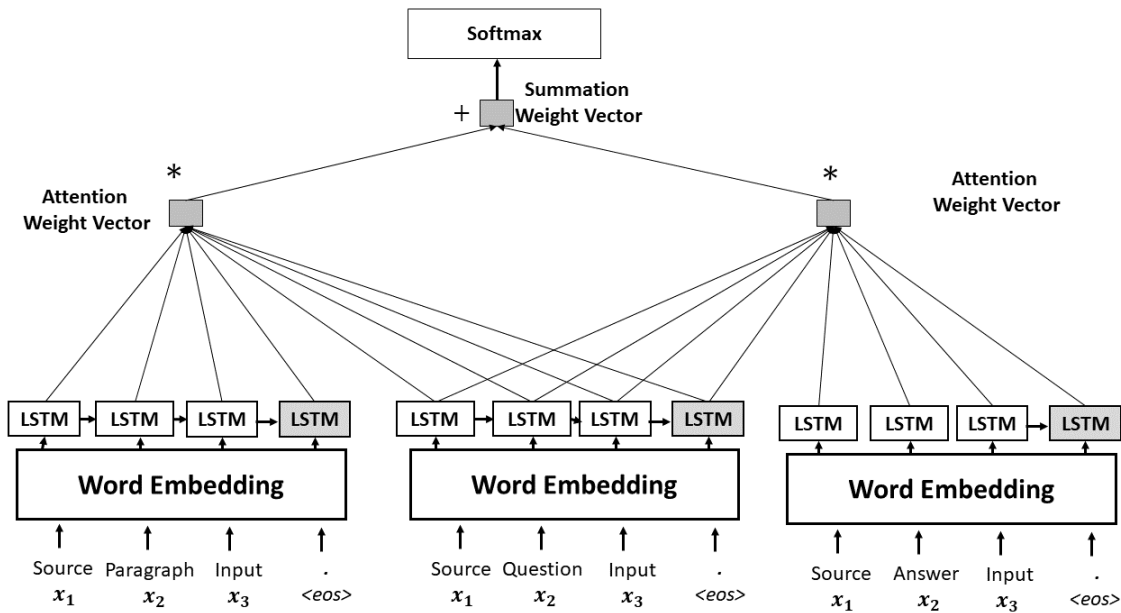 Softmax
+
Summation
Weight Vector
*
Attention
Weight Vector
*
Attention
Weight Vector
LSTM LSTM LSTM LSTM
LSTM LSTM LSTM LSTM
LSTM LSTM LSTM LSTM
Word Embedding
Word Embedding
Word Embedding
Source Paragraph Input .
x₁ x₂ x₃ <eos>
Source Question Input .
x₁ x₂ x₃ <eos>
Source Answer Input .
x₁ x₂ x₃ <eos>